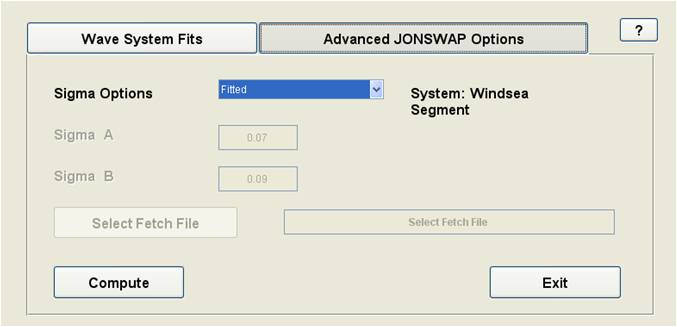 ?
Wave System Fits
Advanced JONSWAP Options
Sigma Options
Fitted
System: Windsea
Segment
Sigma A
0.07
Sigma B
0.09
Select Fetch File
Select Fetch File
Compute
Exit